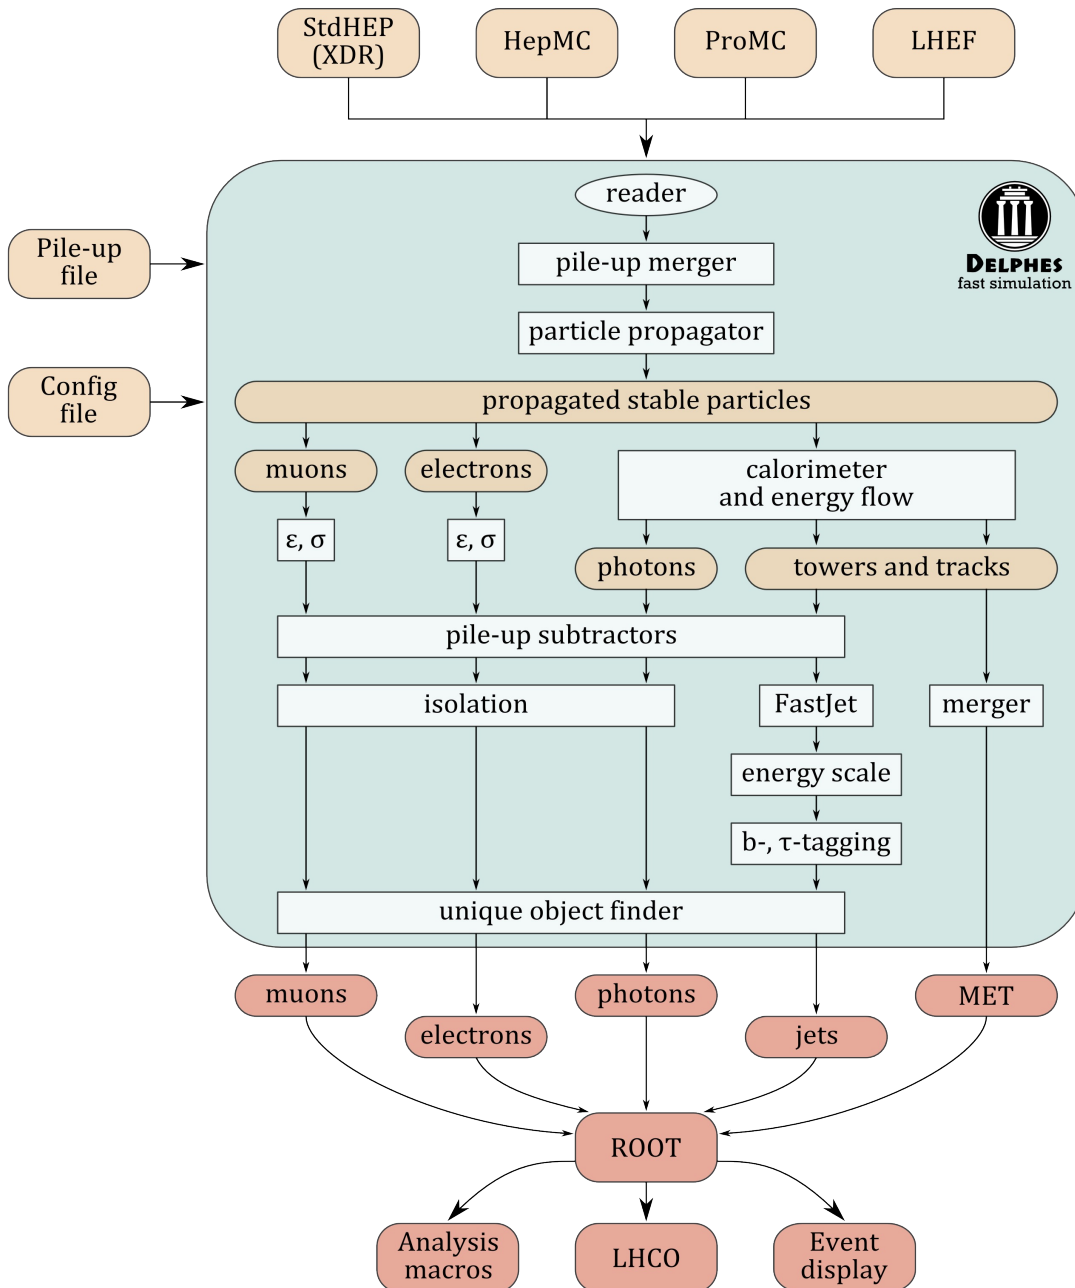 StdHEP
(XDR)
HepMC
ProMC
LHEF
reader
DELPHES
fast simulation
Pile-up
file
pile-up merger
particle propagator
Config
file
propagated stable particles
muons
electrons
calorimeter
and energy flow
ε, σ
ε, σ
photons
towers and tracks
pile-up subtractors
isolation
FastJet
merger
energy scale
b-, τ-tagging
unique object finder
muons
photons
MET
electrons
jets
ROOT
Analysis
macros
LHCO
Event
display